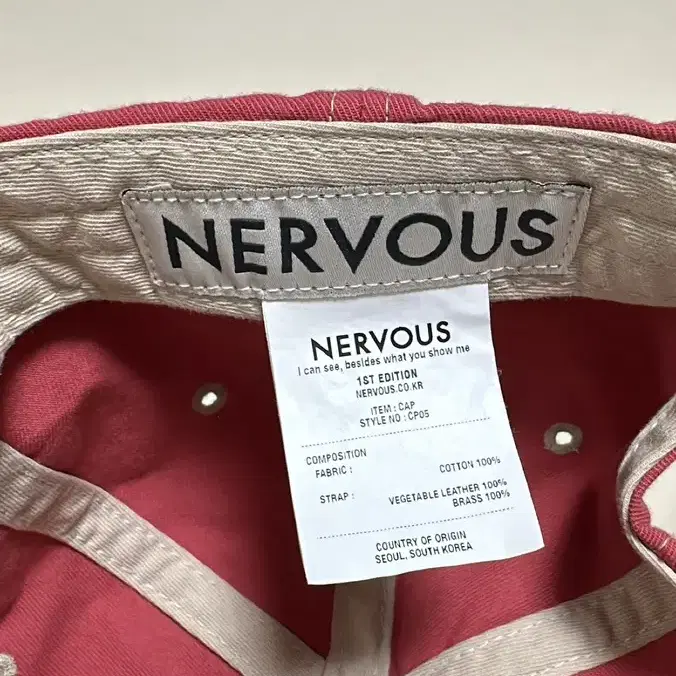 NERVOUS
NERVOUS
I can see, besides what you show me
1ST EDITION
NERVOUS.CO.KR
ITEM : CAP
STYLE NO : CP05
COMPOSITION
FABRIC : COTTON 100%
STRAP : VEGETABLE LEATHER 100%
BRASS 100%
COUNTRY OF ORIGIN
SEOUL, SOUTH KOREA